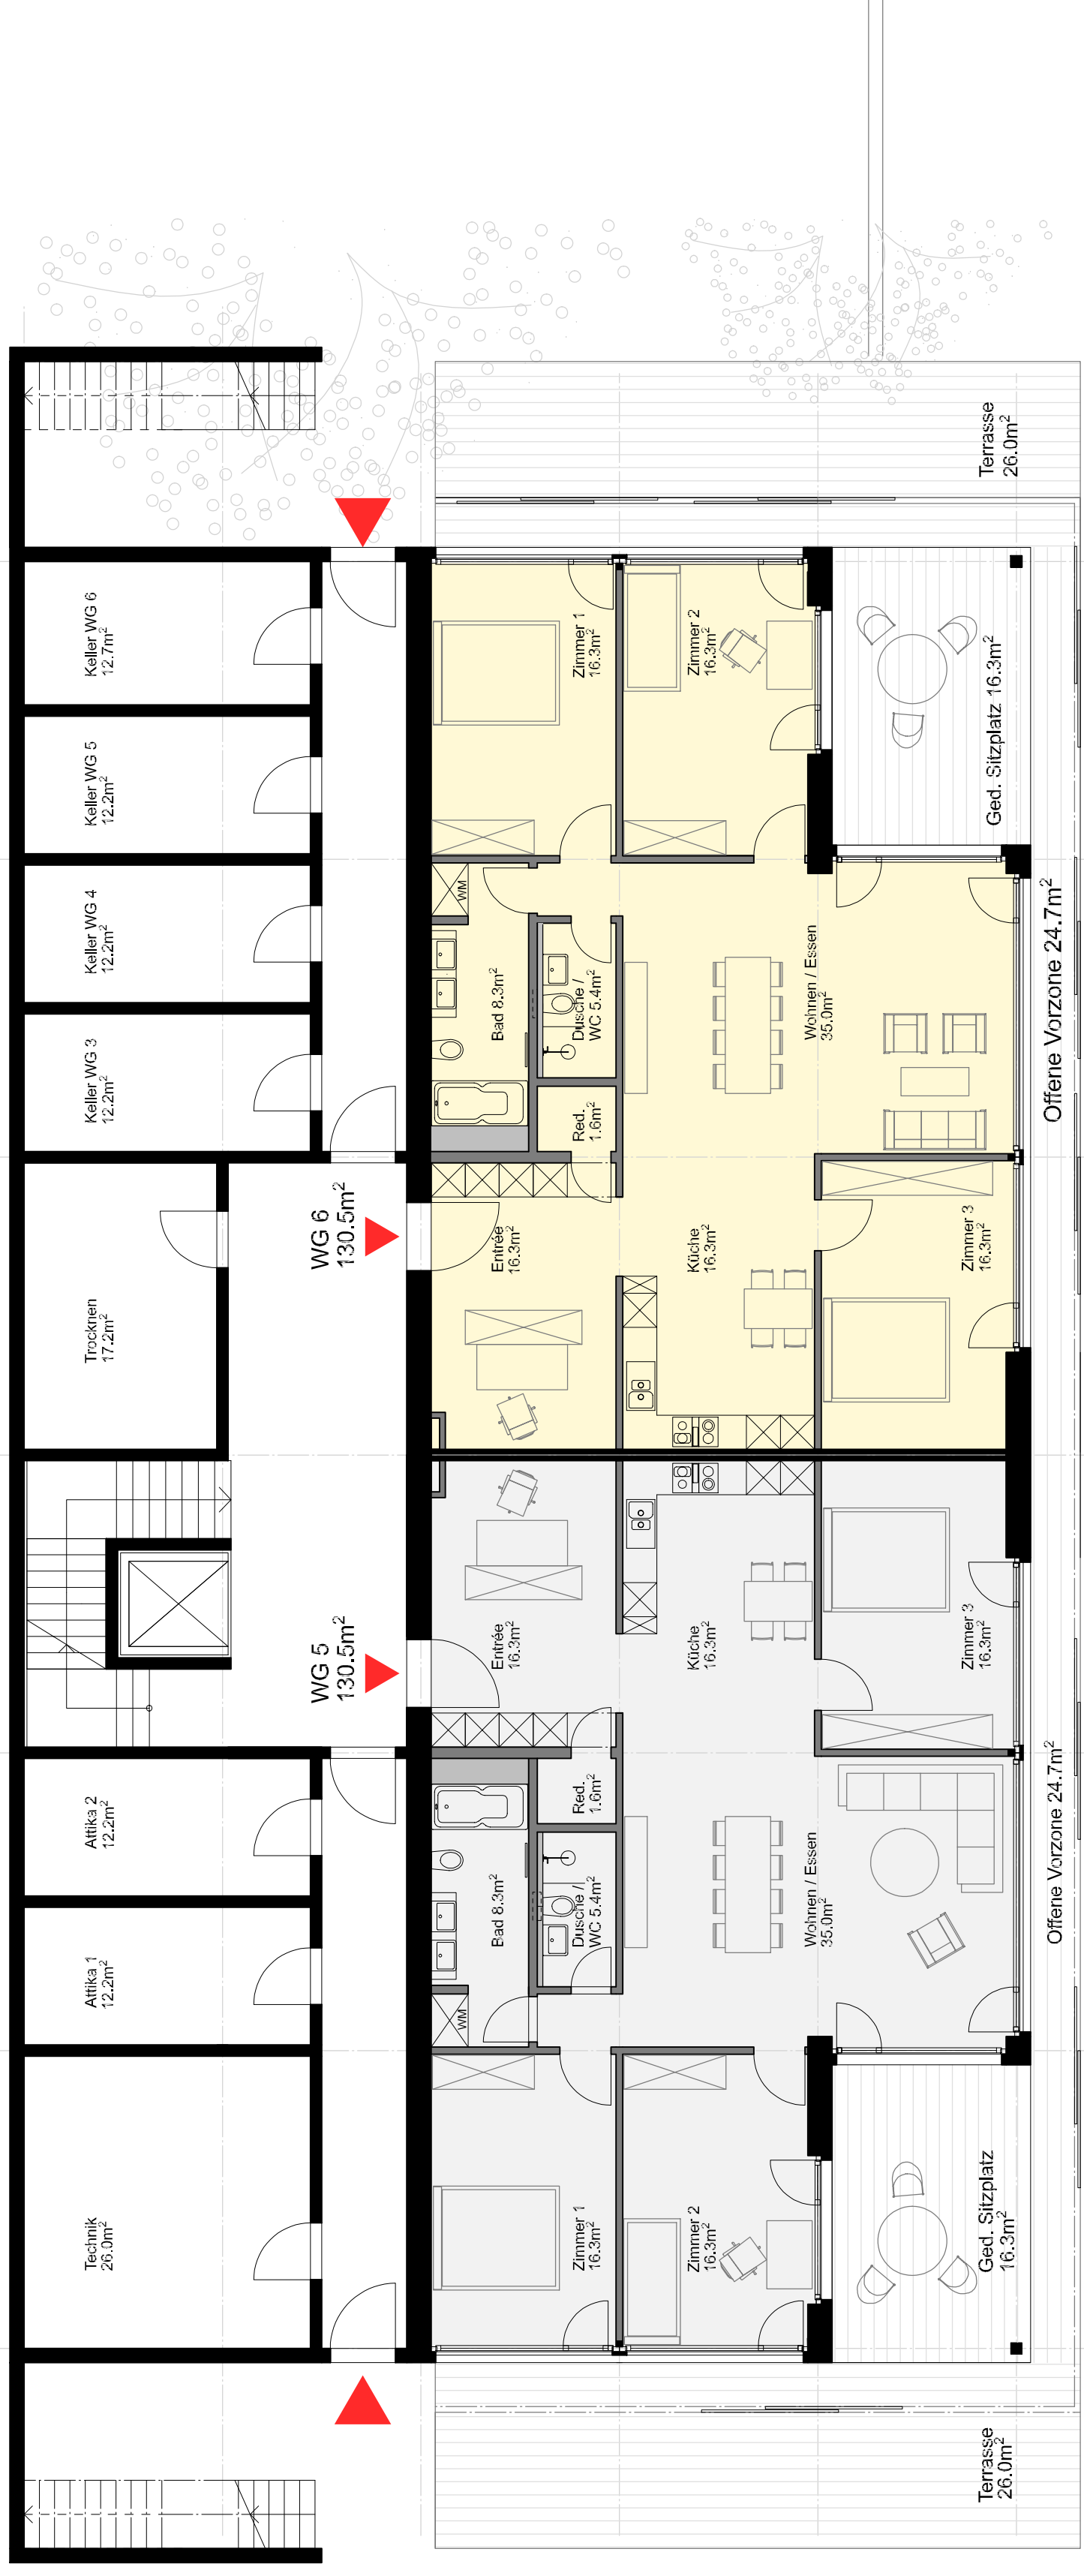 Terrasse
26.0m²
Keller WG 6
12.7m²
Zimmer 1
16.3m²
Zimmer 2
16.3m²
Ged. Sitzplatz 16.3m²
Keller WG 5
12.2m²
Keller WG 4
12.2m²
WM
Bad 8.3m²
Dusche /
WC 5.4m²
Wohnen / Essen
35.0m²
Offene Vorzone 24.7m²
Keller WG 3
12.2m²
Red.
1.6m²
WG 6
130.5m²
Entrée
16.3m²
Küche
16.3m²
Zimmer 3
16.3m²
Trocknen
17.2m²
WG 5
130.5m²
Entrée
16.3m²
Küche
16.3m²
Zimmer 3
16.3m²
Attika 2
12.2m²
Red.
1.6m²
Bad 8.3m²
Dusche /
WC 5.4m²
Wohnen / Essen
35.0m²
Offene Vorzone 24.7m²
Attika 1
12.2m²
WM
Technik
26.0m²
Zimmer 1
16.3m²
Zimmer 2
16.3m²
Ged. Sitzplatz
16.3m²
Terrasse
26.0m²